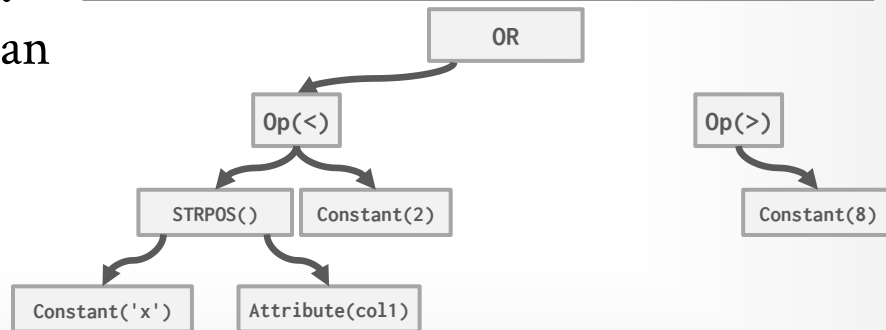 an
OR
Op(<)
Op(>)
STRPOS()
Constant(2)
Constant(8)
Constant('x')
Attribute(col1)